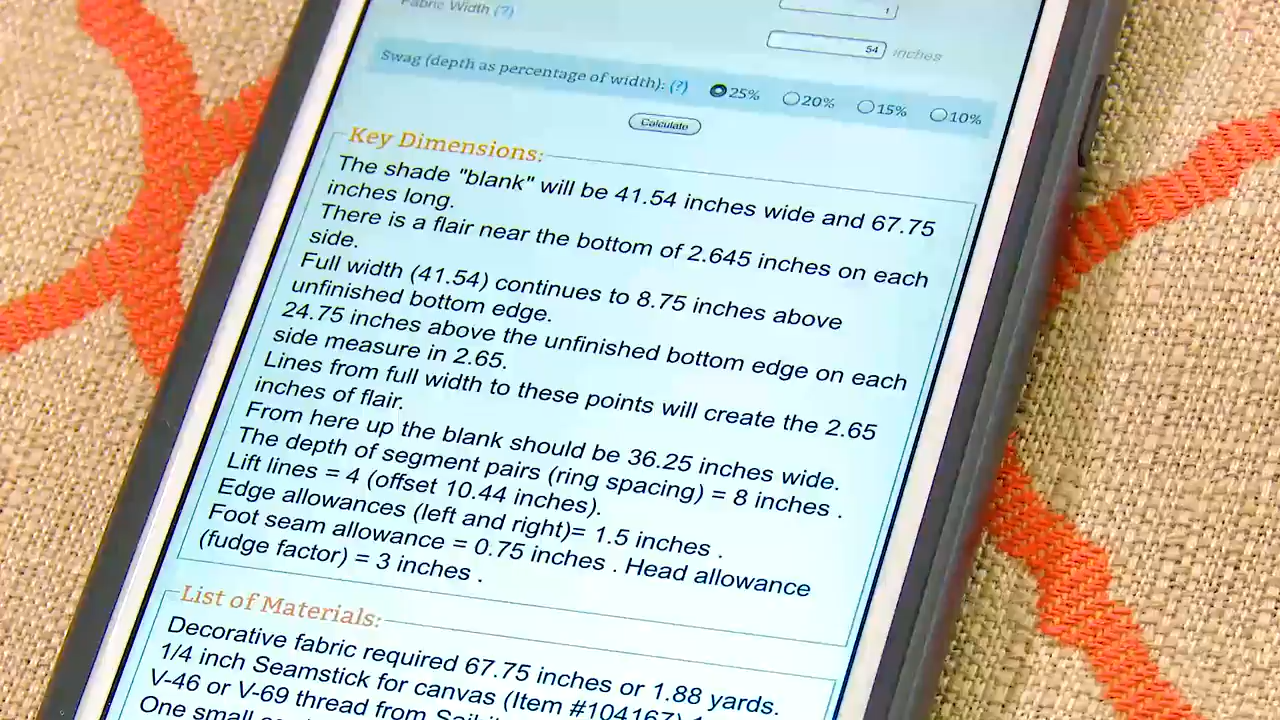 Fabric Width (?)
1
54 inches
Swag (depth as percentage of width): (?) 25% 20% 15% 10%
Calculate
Key Dimensions:
The shade "blank" will be 41.54 inches wide and 67.75
inches long.
There is a flair near the bottom of 2.645 inches on each
side.
Full width (41.54) continues to 8.75 inches above
unfinished bottom edge.
24.75 inches above the unfinished bottom edge on each
side measure in 2.65.
Lines from full width to these points will create the 2.65
inches of flair.
From here up the blank should be 36.25 inches wide.
The depth of segment pairs (ring spacing) = 8 inches .
Lift lines = 4 (offset 10.44 inches).
Edge allowances (left and right)= 1.5 inches .
Foot seam allowance = 0.75 inches . Head allowance
(fudge factor) = 3 inches .
List of Materials:
Decorative fabric required 67.75 inches or 1.88 yards.
1/4 inch Seamstick for canvas (Item #104167)
V-46 or V-69 thread from
One small